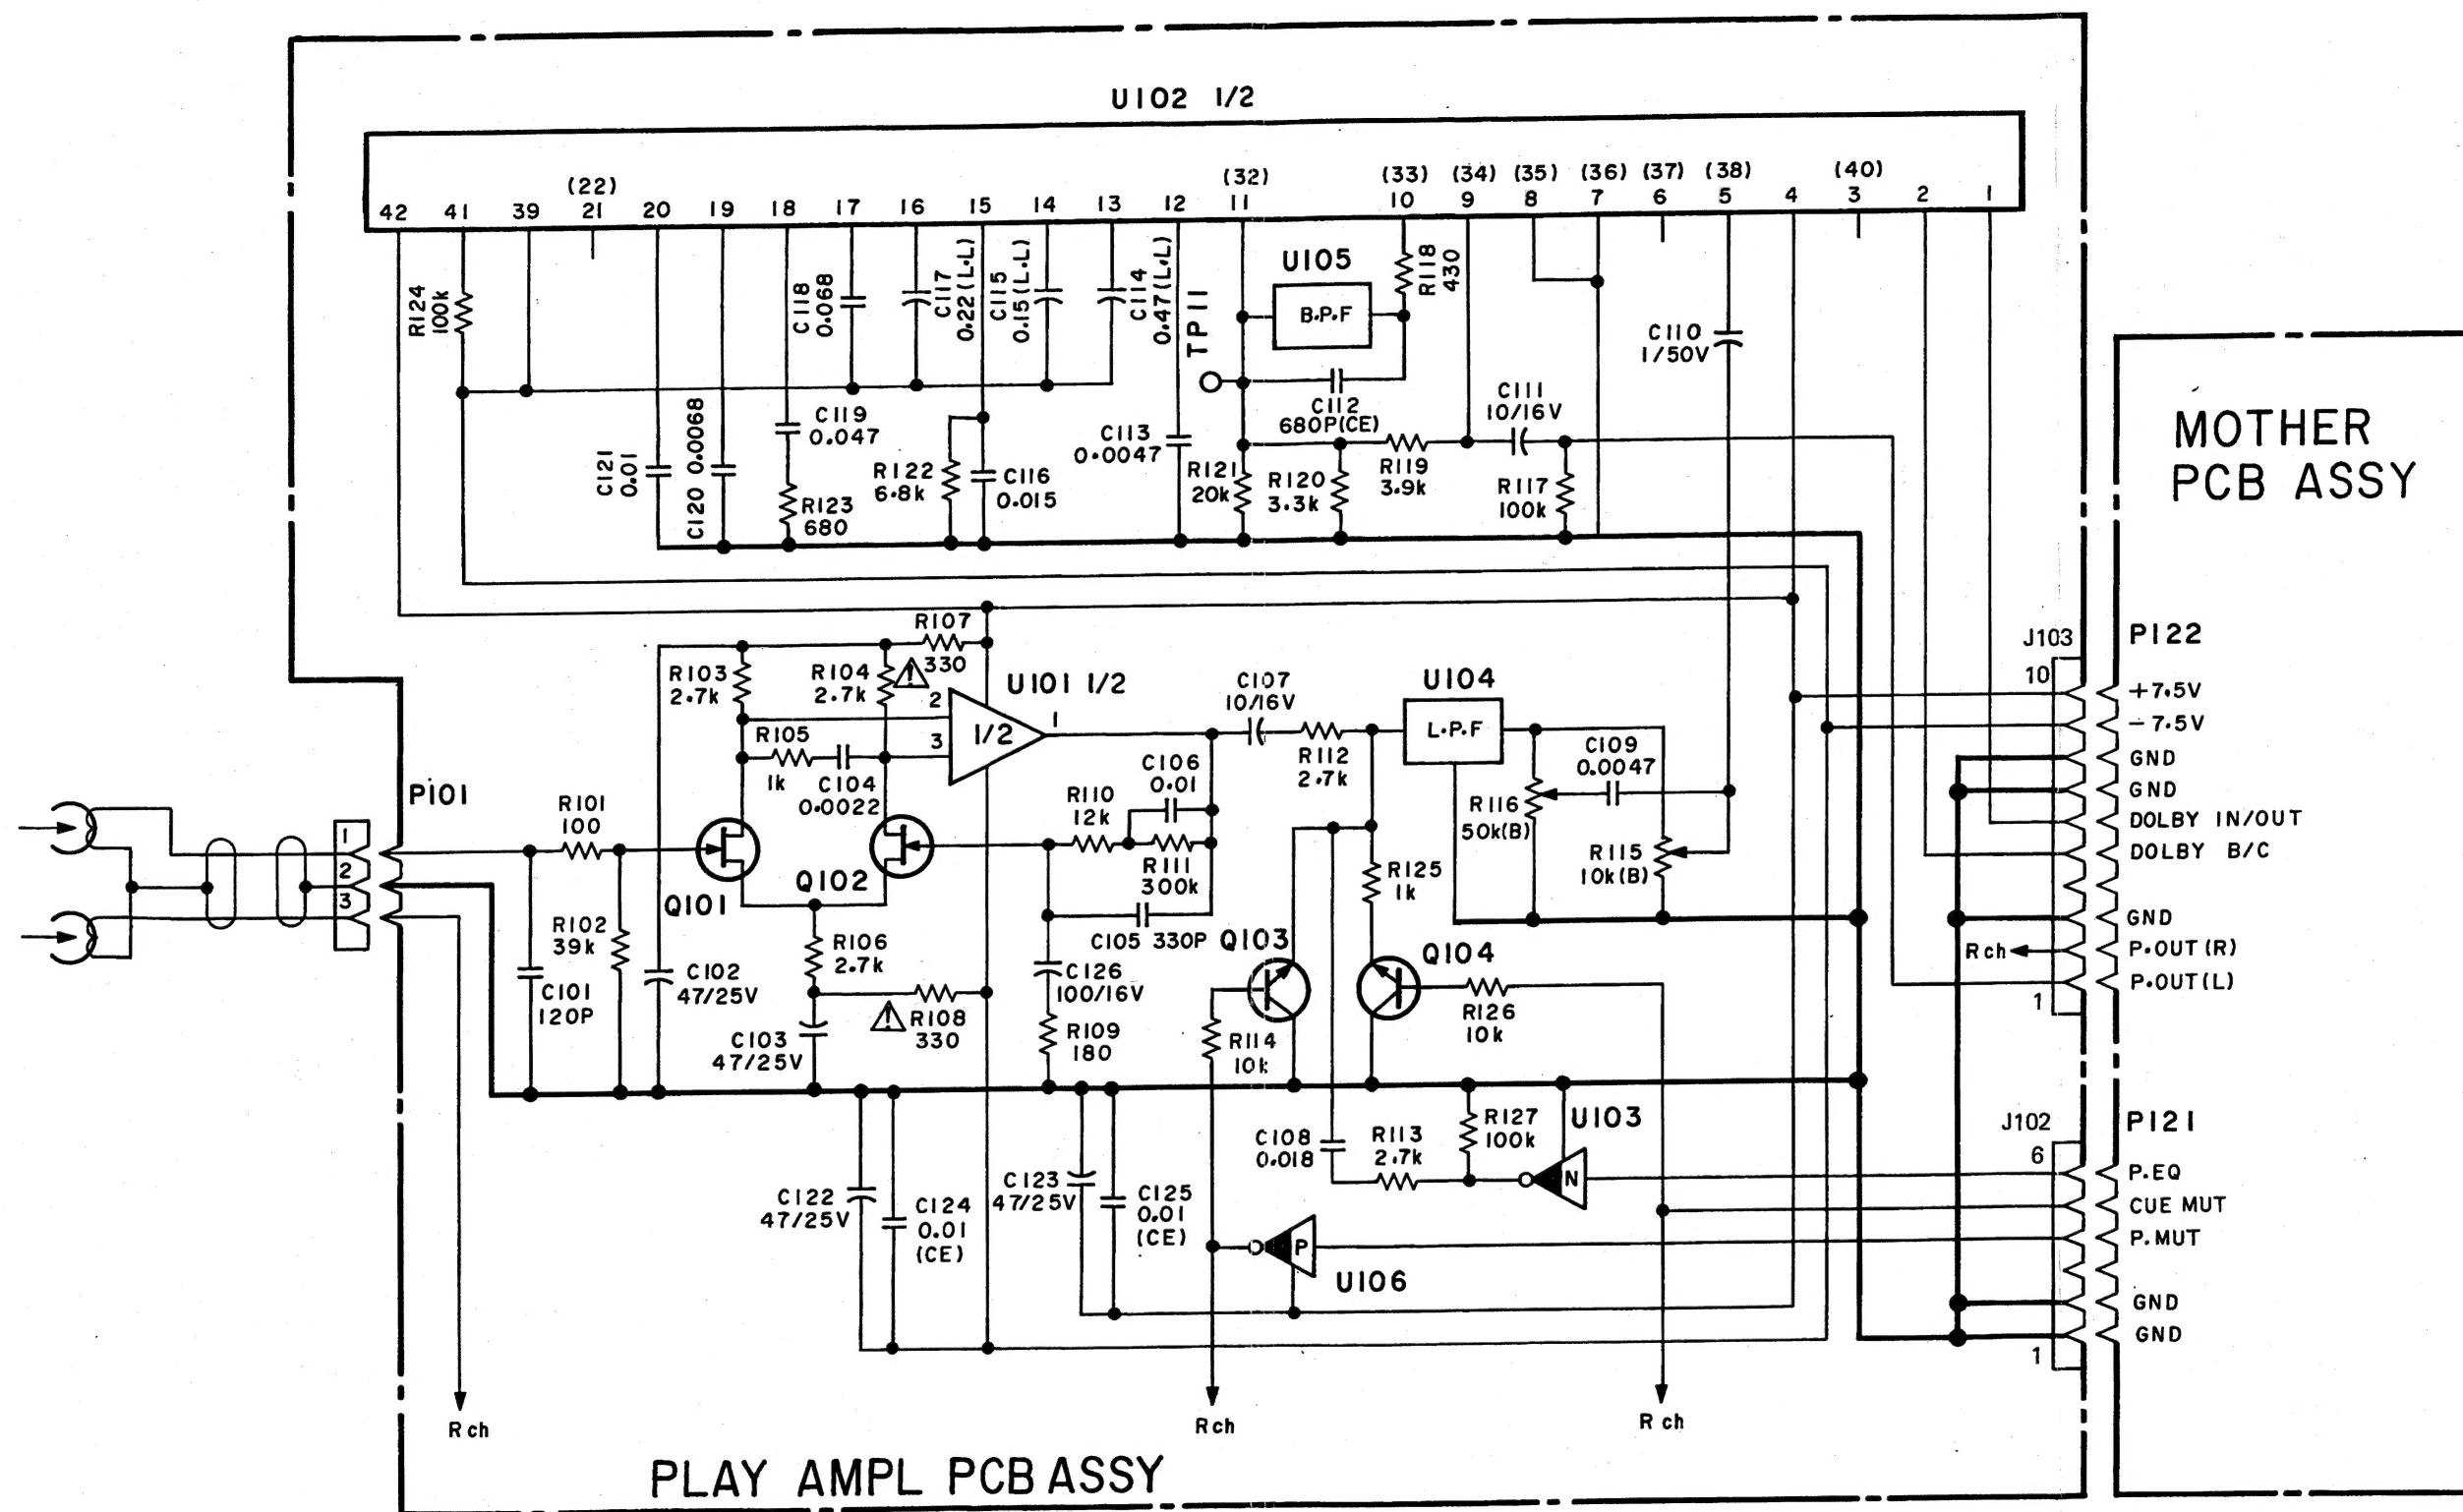 U102 1/2
(22)
(32)
(33)
(34)
(35)
(36)
(37)
(38)
(40)
42
41
39
21
20
19
18
17
16
15
14
13
12
11
10
9
8
7
6
5
4
3
2
1
R124
100k
C118
0.068
C117
0.22(L.L)
C115
0.15(L.L)
C114
0.47(L.L)
TP11
U105
B.P.F
R118
430
C110
1/50V
C121
0.01
C120 0.0068
C119
0.047
R123
680
R122
6.8k
C116
0.015
C113
0.0047
C112
680P(CE)
C111
10/16V
R121
20k
R120
3.3k
R119
3.9k
R117
100k
MOTHER
PCB ASSY
R107
330
R103
2.7k
R104
2.7k
U101 1/2
2
3
1/2
1
R105
1k
C104
0.0022
C107
10/16V
R112
2.7k
U104
L.P.F
C109
0.0047
R116
50k(B)
R115
10k(B)
C106
0.01
R110
12k
R111
300k
C105 330P
P101
1
2
3
R101
100
R102
39k
C101
120P
C102
47/25V
Q101
Q102
R106
2.7k
R108
330
C103
47/25V
C126
100/16V
R109
180
Q103
R114
10k
R125
1k
Q104
R126
10k
J103
P122
10
+7.5V
-7.5V
GND
GND
DOLBY IN/OUT
DOLBY B/C
GND
Rch
P.OUT(R)
P.OUT(L)
1
C122
47/25V
C124
0.01
(CE)
C123
47/25V
C125
0.01
(CE)
C108
0.018
R113
2.7k
R127
100k
U103
N
P
U106
J102
P121
6
P.EQ
CUE MUT
P.MUT
GND
GND
1
Rch
Rch
Rch
PLAY AMPL PCB ASSY